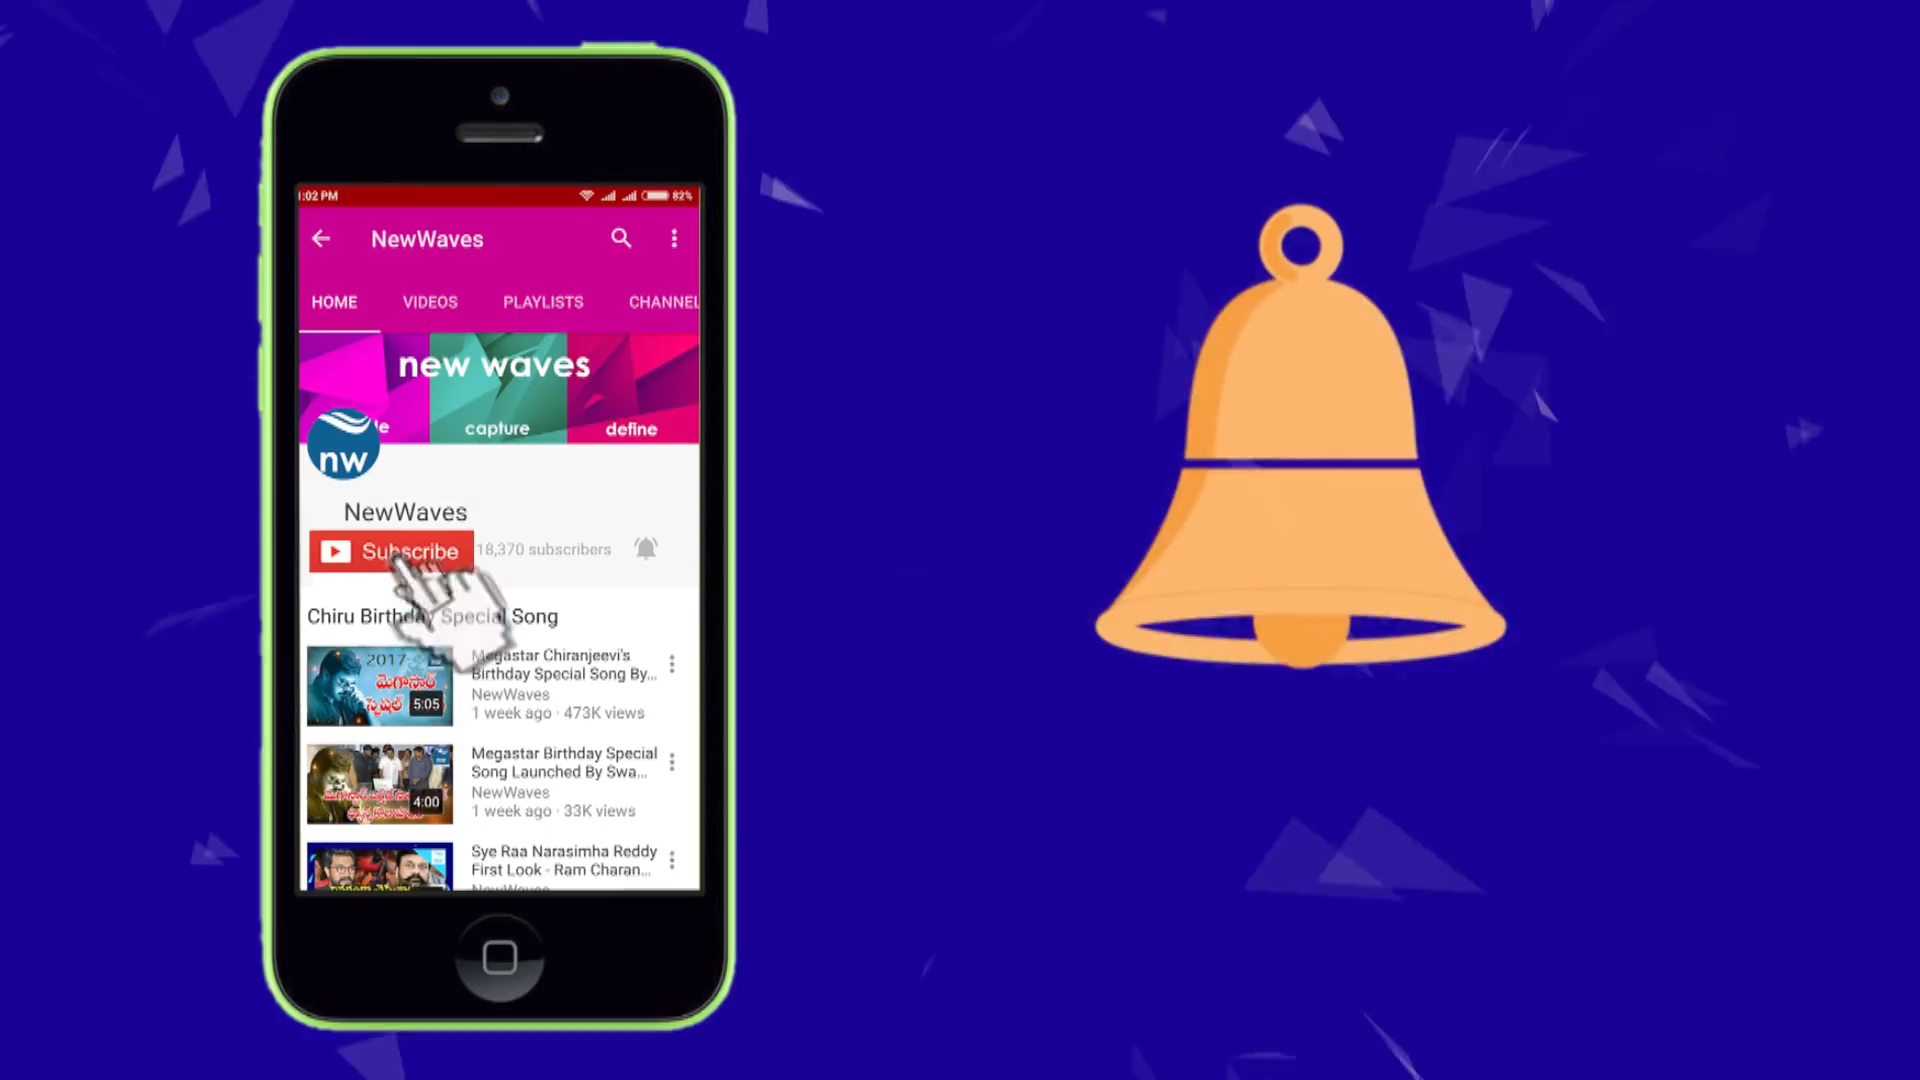 1:02 PM
82%
NewWaves
HOME VIDEOS PLAYLISTS CHANNEL
new waves
capture
define
nw
NewWaves
Subscribe
18,370 subscribers
Chiru Birthday Special Song
2017
మెగాస్టార్
స్పెషల్
5:05
Megastar Chiranjeevi's
Birthday Special Song By...
NewWaves
1 week ago · 473K views
4:00
Megastar Birthday Special
Song Launched By Swa...
NewWaves
1 week ago · 33K views
Sye Raa Narasimha Reddy
First Look - Ram Charan...
NewWaves